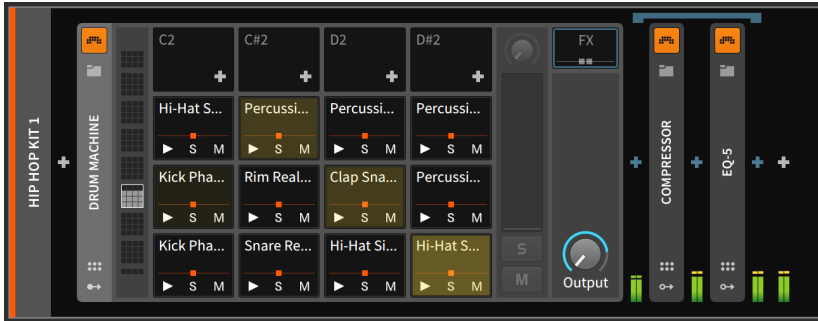 HIP HOP KIT 1
DRUM MACHINE
C2 C#2 D2 D#2
Hi-Hat S... Percussi... Percussi... Percussi...
S M S M S M S M
Kick Pha... Rim Real... Clap Sna... Percussi...
S M S M S M S M
Kick Pha... Snare Re... Hi-Hat Si... Hi-Hat S...
S M S M S M S M
S
M
FX
Output
COMPRESSOR
EQ-5